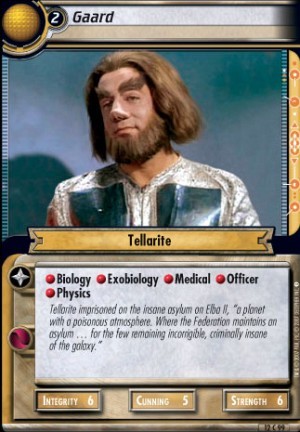 2 Gaard
Tellarite
Biology Exobiology Medical Officer
Physics
Tellarite imprisoned on the insane asylum on Elba II, "a planet
with a poisonous atmosphere. Where the Federation maintains an
asylum ... for the few remaining incorrigible, criminally insane
of the galaxy."
INTEGRITY 6 CUNNING 5 STRENGTH 6
12 C 99